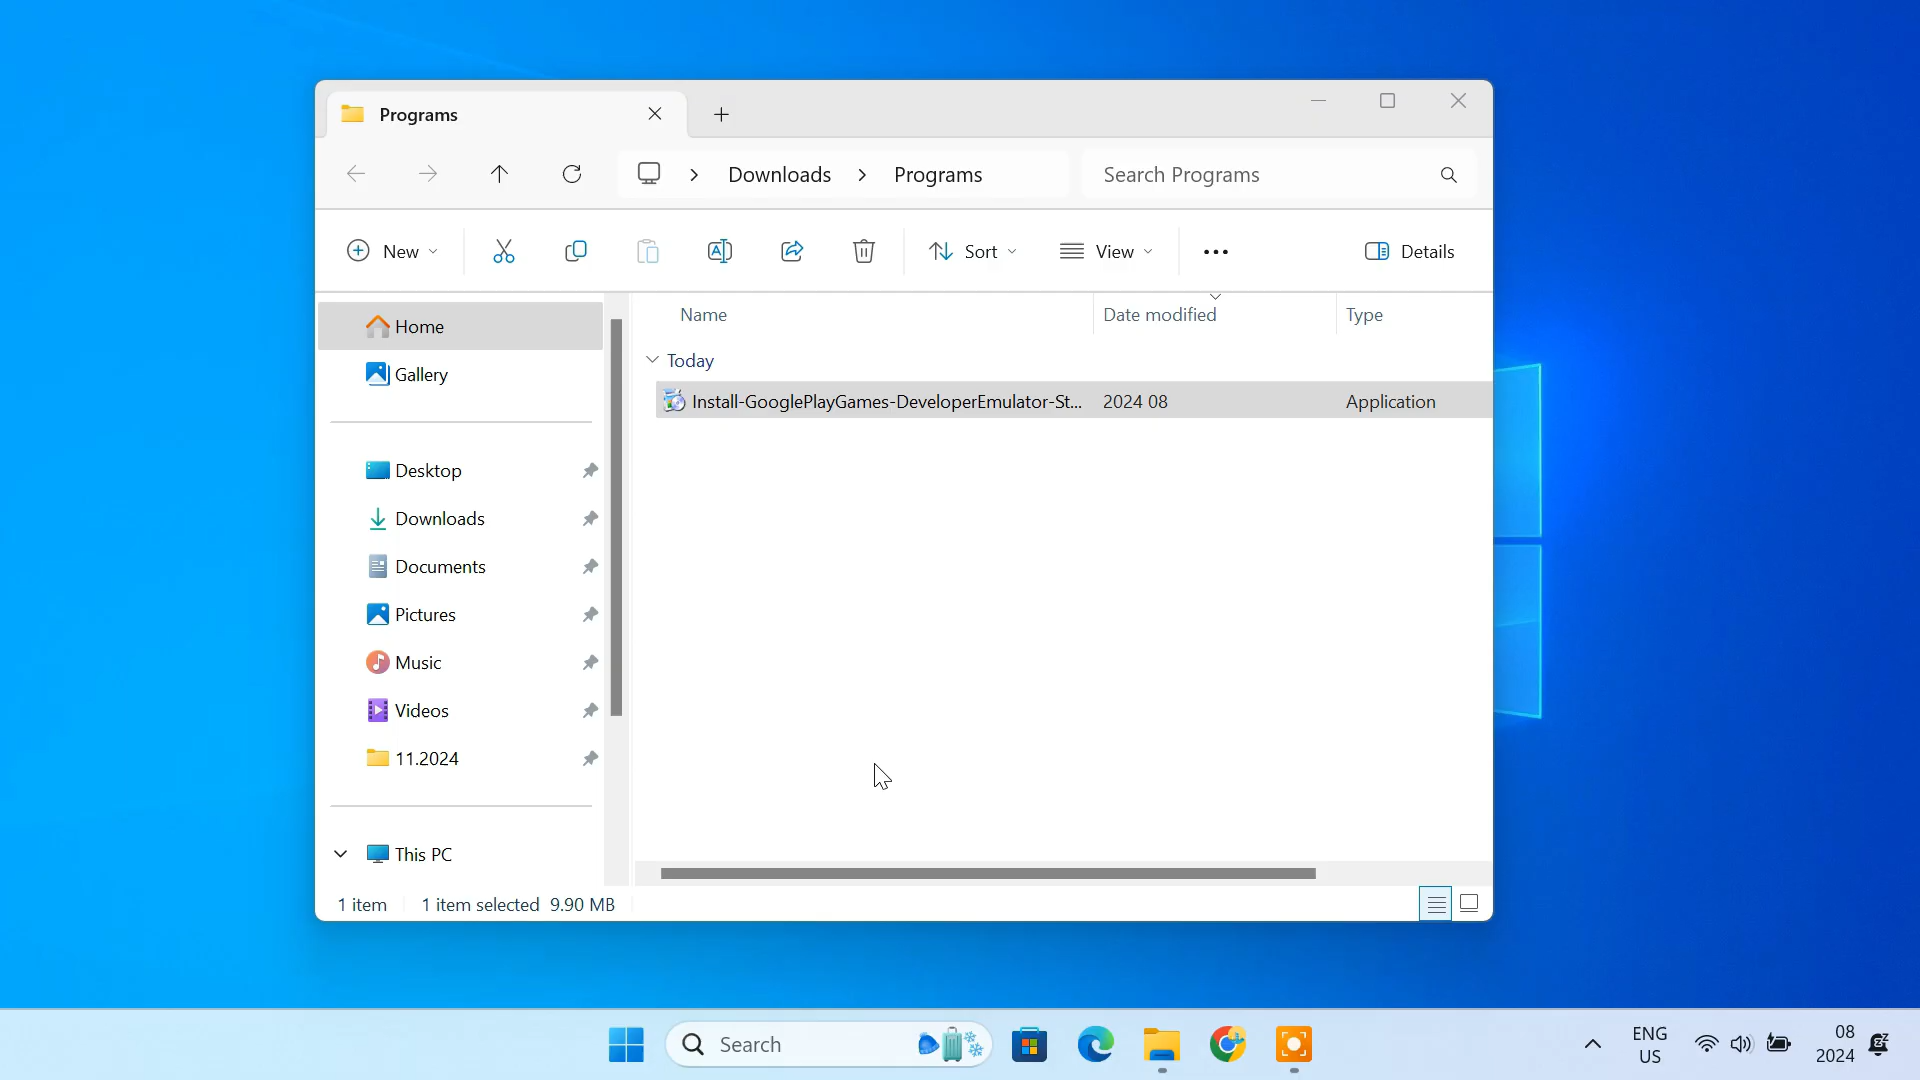 Programs
Downloads
Programs
Search Programs
New
Sort
View
Details
Home
Gallery
Desktop
Downloads
Documents
Pictures
Music
Videos
11.2024
This PC
Name
Date modified
Type
Today
Install-GooglePlayGames-DeveloperEmulator-St...
2024 08
Application
1 item
1 item selected 9.90 MB
Search
ENG
US
08
2024